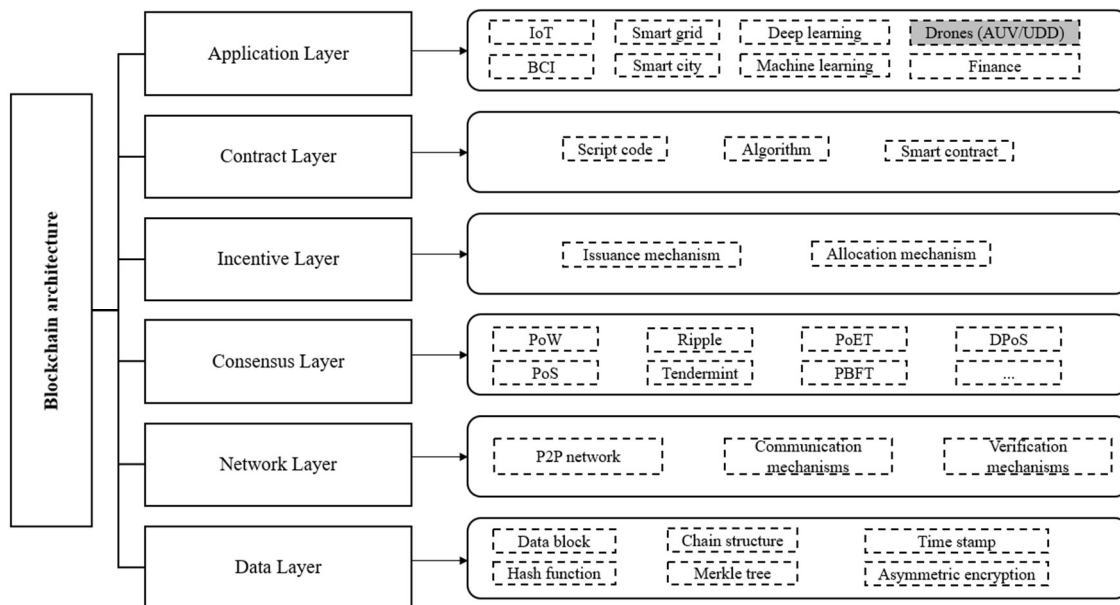 Blockchain architecture
Application Layer
IoT
Smart grid
Deep learning
Drones (AUV/UDD)
BCI
Smart city
Machine learning
Finance
Contract Layer
Script code
Algorithm
Smart contract
Incentive Layer
Issuance mechanism
Allocation mechanism
Consensus Layer
PoW
Ripple
PoET
DPoS
PoS
Tendermint
PBFT
...
Network Layer
P2P network
Communication
mechanisms
Verification
mechanisms
Data Layer
Data block
Chain structure
Time stamp
Hash function
Merkle tree
Asymmetric encryption